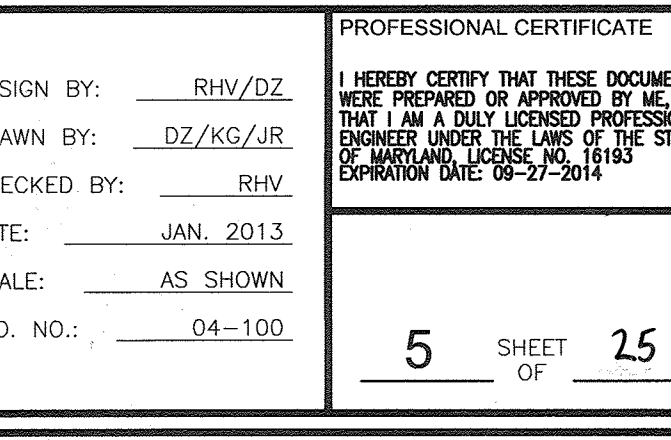 SIGN BY: RHV/DZ
AWN BY: DZ/KG/JR
ECKED BY: RHV
TE: JAN. 2013
ALE: AS SHOWN
O. NO.: 04-100
PROFESSIONAL CERTIFICATE
I HEREBY CERTIFY THAT THESE DOCUME
WERE PREPARED OR APPROVED BY ME,
THAT I AM A DULY LICENSED PROFESSIO
ENGINEER UNDER THE LAWS OF THE ST
OF MARYLAND, LICENSE NO. 16193
EXPIRATION DATE: 09-27-2014
5 SHEET 25
OF